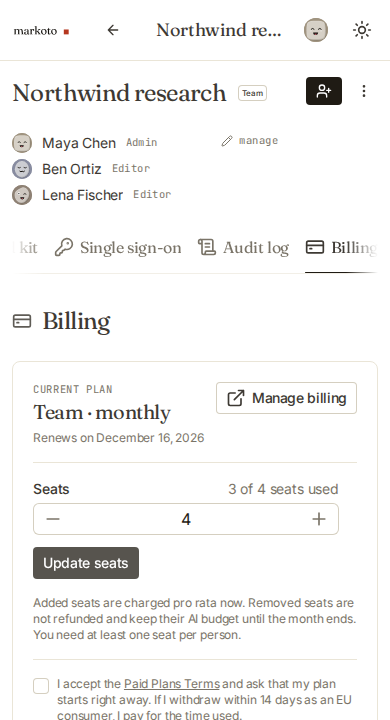 markoto
Northwind re...
Northwind research Team
Maya Chen Admin manage
Ben Ortiz Editor
Lena Fischer Editor
kit Single sign-on Audit log Billing
Billing
CURRENT PLAN
Team · monthly
Manage billing
Renews on December 16, 2026
Seats 3 of 4 seats used
4
Update seats
Added seats are charged pro rata now. Removed seats are
not refunded and keep their AI budget until the month ends.
You need at least one seat per person.
I accept the Paid Plans Terms and ask that my plan
starts right away. If I withdraw within 14 days as an EU
consumer, I pay for the time used.